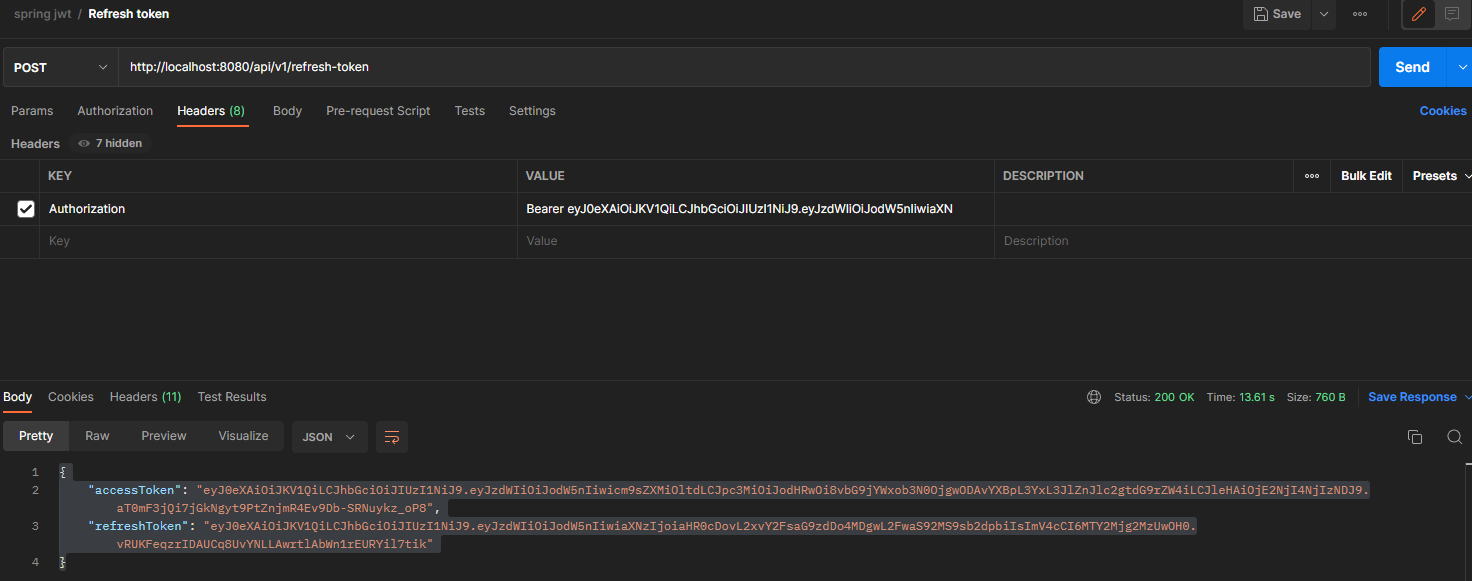 spring jwt / Refresh token
Save
POST
http://localhost:8080/api/v1/refresh-token
Send
Params Authorization Headers (8) Body Pre-request Script Tests Settings
Cookies
Headers 7 hidden
KEY VALUE DESCRIPTION
Bulk Edit Presets
Authorization Bearer eyJ0eXAiOiJKV1QiLCJhbGciOiJIUzI1NiJ9.eyJzdWIiOiJodW5nIiwiaXN
Key Value Description
Body Cookies Headers (11) Test Results
Status: 200 OK Time: 13.61 s Size: 760 B Save Response
Pretty Raw Preview Visualize JSON
1 {
2 "accessToken": "eyJ0eXAiOiJKV1QiLCJhbGciOiJIUzI1NiJ9.eyJzdWIiOiJodW5nIiwicm9sZXMiOltdLCJpc3MiOiJodHRwOi8vbG9jYWxob3N0OjgwODAvYXBpL3YxL3JlZnJlc2gtdG9rZW4iLCJleHAiOjE2NjI4NjIzNDJ9.
aT0mF3jQi7jGkNgyt9PtZnjmR4Ev9Db-SRNuykz_oP8",
3 "refreshToken": "eyJ0eXAiOiJKV1QiLCJhbGciOiJIUzI1NiJ9.eyJzdWIiOiJodW5nIiwiaXNzIjoiaHR0cDovL2xvY2FsaG9zdDo4MDgwL2FwaS92MS9sb2dpbiIsImV4cCI6MTY2Mjg2MzUwOH0.
vRUKFeqzrIDAUCq8UvYNLLAwrtlAbWn1rEURYil7tik"
4 }